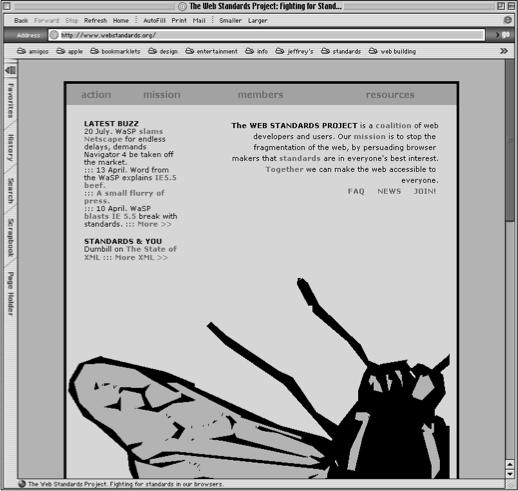 The Web Standards Project: Fighting for Stand...
Back Forward Stop Refresh Home AutoFill Print Mail Smaller Larger
Address: http://www.webstandards.org/ go
amigos apple bookmarklets design entertainment info jeffrey's standards web building
Favorites
History
Search
Scrapbook
Page Holder
action mission members resources
LATEST BUZZ
20 July. WaSP slams
Netscape for endless
delays, demands
Navigator 4 be taken off
the market.
::: 13 April. Word from
the WaSP explains IE5.5
beef.
::: A small flurry of
press.
::: 10 April. WaSP
blasts IE 5.5 break with
standards. ::: More >>
STANDARDS & YOU
Dumbill on The State of
XML ::: More XML >>
The WEB STANDARDS PROJECT is a coalition of web
developers and users. Our mission is to stop the
fragmentation of the web, by persuading browser
makers that standards are in everyone's best interest.
Together we can make the web accessible to
everyone.
FAQ NEWS JOIN!
The Web Standards Project. Fighting for standards in our browsers.